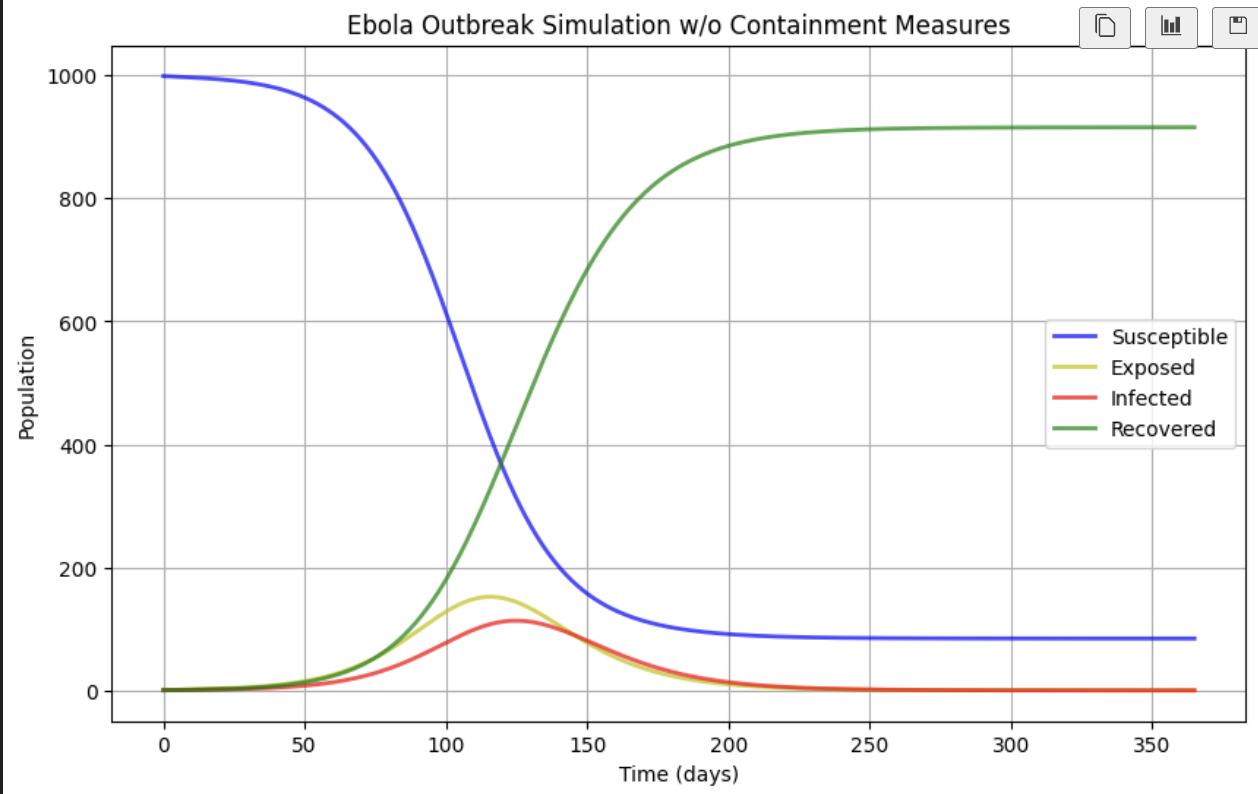 Ebola Outbreak Simulation w/o Containment Measures
1000
800
600
400
200
0
Population
Susceptible
Exposed
Infected
Recovered
0 50 100 150 200 250 300 350
Time (days)